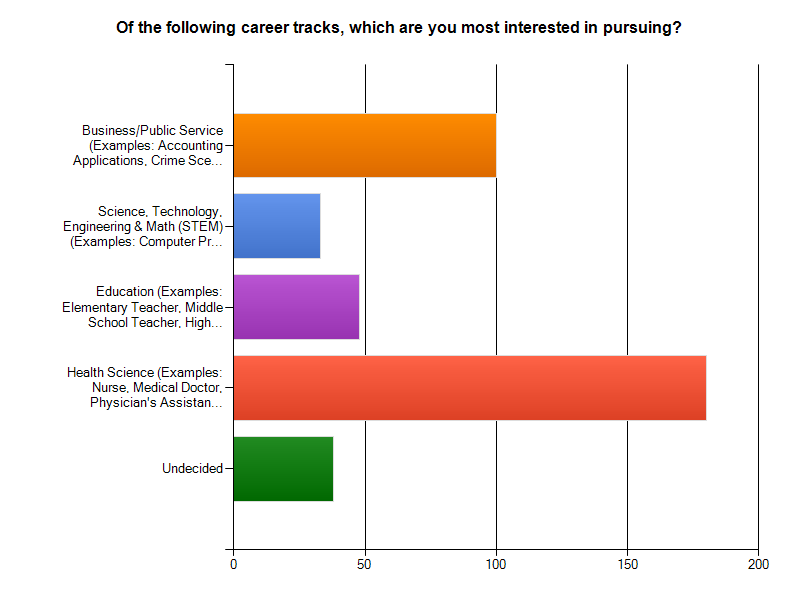 Of the following career tracks, which are you most interested in pursuing?
Business/Public Service
(Examples: Accounting
Applications, Crime Sce...
Science, Technology,
Engineering & Math (STEM)
(Examples: Computer Pr...
Education (Examples:
Elementary Teacher, Middle
School Teacher, High...
Health Science (Examples:
Nurse, Medical Doctor,
Physician's Assistan...
Undecided
0 50 100 150 200